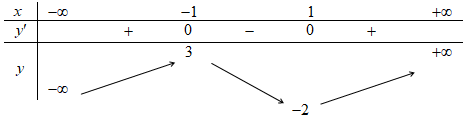 x −∞ −1 1 +∞
y′ + 0 − 0 +
3 +∞
y
−∞
−2